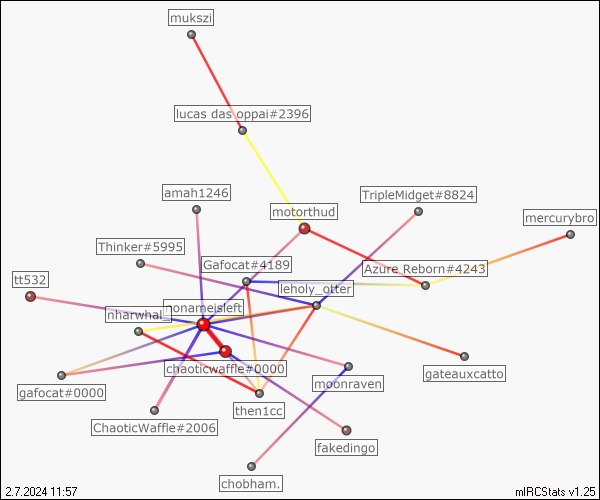 mukszi
lucas das oppai#2396
amah1246
TripleMidget#8824
motorthud
mercurybro
Thinker#5995
Gafocat#4189
Azure_Reborn#4243
tt532
leholy_otter
nharwhal_
nonameisleft
chaoticwaffle#0000
gafocat#0000
moonraven
gateauxcatto
then1cc
ChaoticWaffle#2006
fakedingo
chobham.
2.7.2024 11:57
mIRCStats v1.25